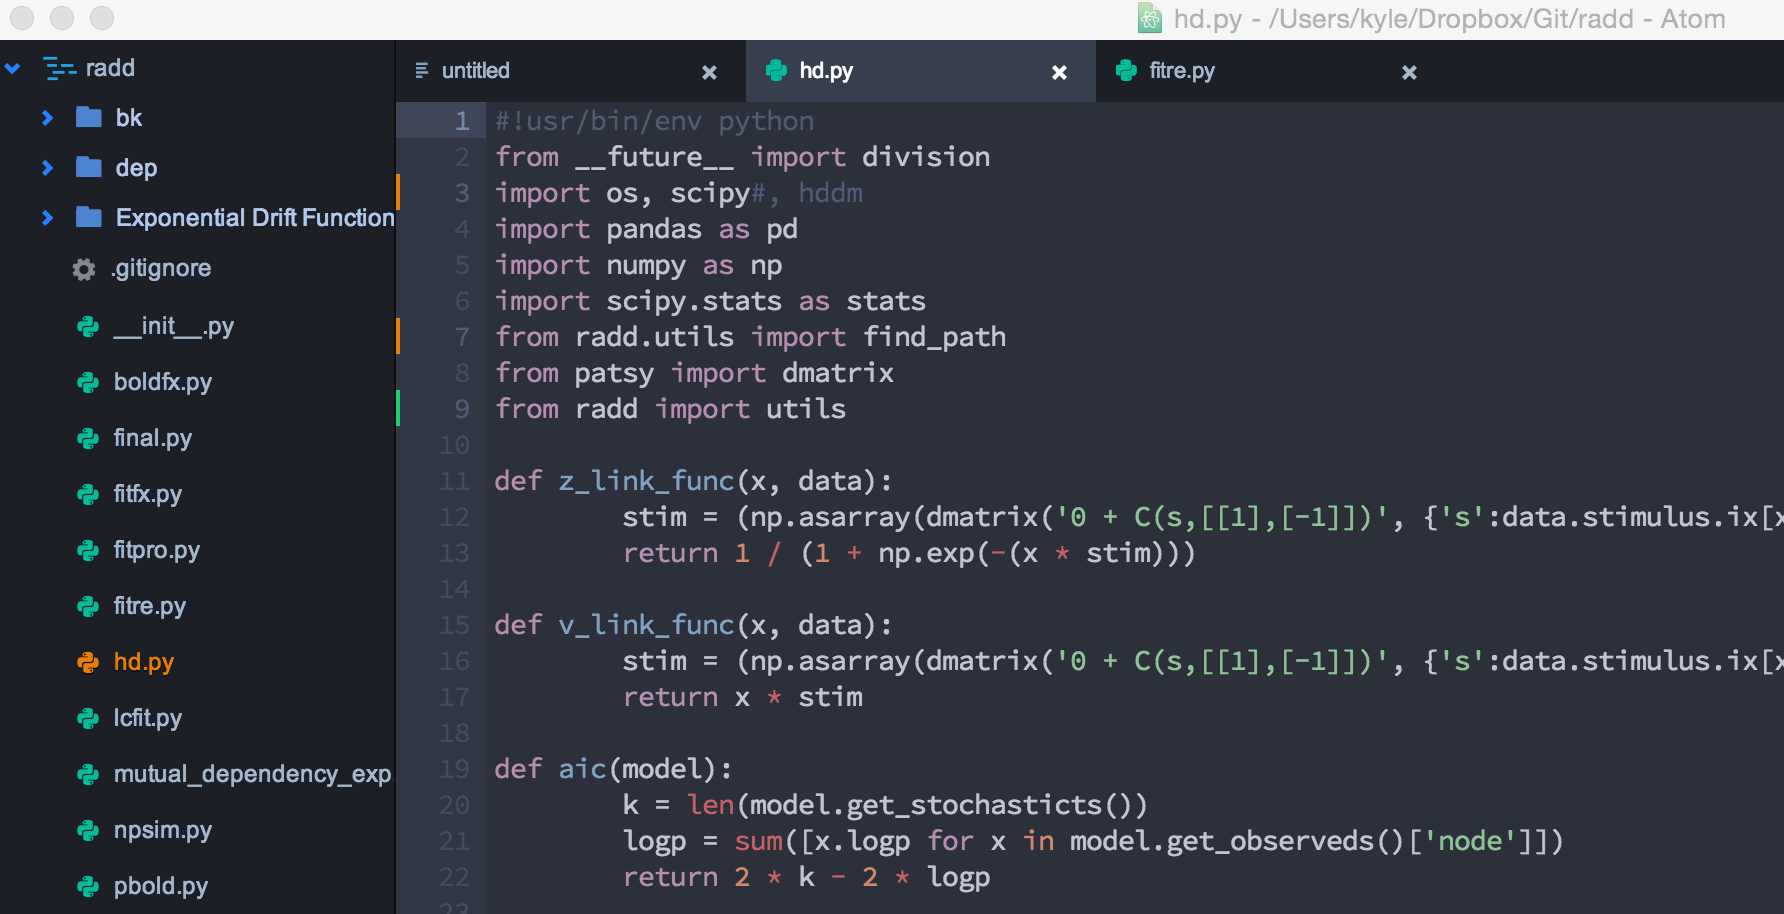 hd.py - /Users/kyle/Dropbox/Git/radd - Atom
radd
bk
dep
Exponential Drift Function
.gitignore
__init__.py
boldfx.py
final.py
fitfx.py
fitpro.py
fitre.py
hd.py
lcfit.py
mutual_dependency_exp
npsim.py
pbold.py
untitled
hd.py
fitre.py
1 #!usr/bin/env python
2 from __future__ import division
3 import os, scipy#, hddm
4 import pandas as pd
5 import numpy as np
6 import scipy.stats as stats
7 from radd.utils import find_path
8 from patsy import dmatrix
9 from radd import utils
10
11 def z_link_func(x, data):
12 stim = (np.asarray(dmatrix('0 + C(s,[[1],[-1]])', {'s':data.stimulus.ix[x
13 return 1 / (1 + np.exp(-(x * stim)))
14
15 def v_link_func(x, data):
16 stim = (np.asarray(dmatrix('0 + C(s,[[1],[-1]])', {'s':data.stimulus.ix[x
17 return x * stim
18
19 def aic(model):
20 k = len(model.get_stochasticts())
21 logp = sum([x.logp for x in model.get_observeds()['node']])
22 return 2 * k - 2 * logp
23